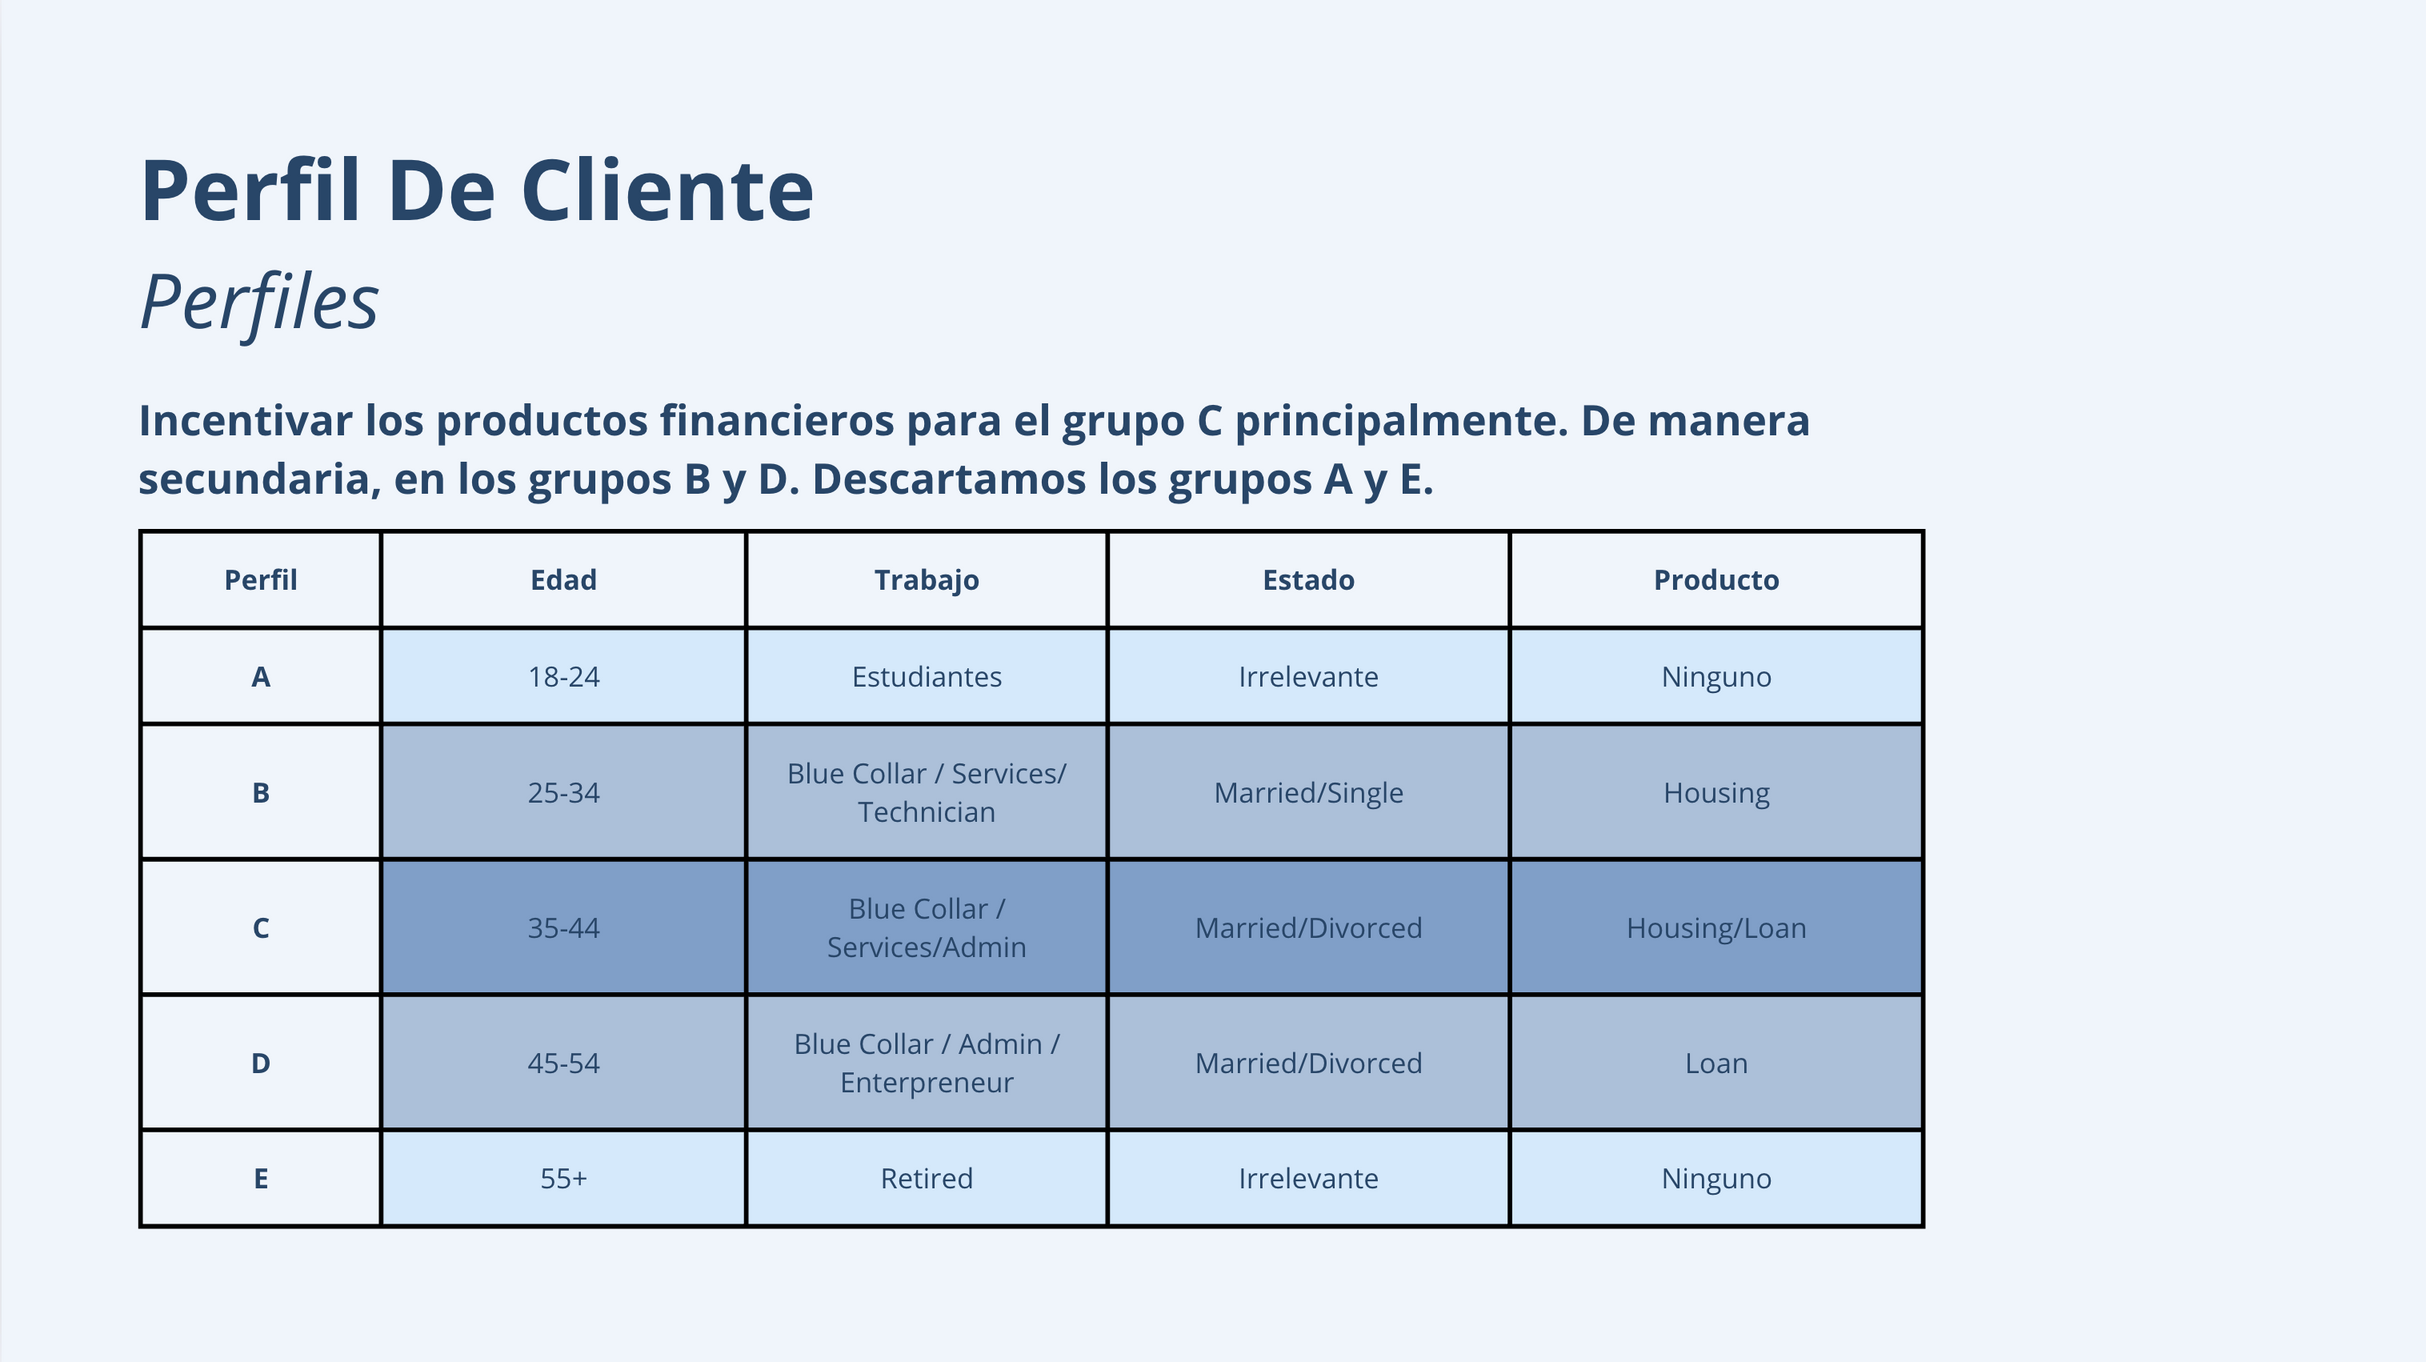 Perfil De Cliente
Perfiles
Incentivar los productos financieros para el grupo C principalmente. De manera
secundaria, en los grupos B y D. Descartamos los grupos A y E.
Perfil Edad Trabajo Estado Producto
A 18-24 Estudiantes Irrelevante Ninguno
B 25-34 Blue Collar / Services/
Technician Married/Single Housing
C 35-44 Blue Collar /
Services/Admin Married/Divorced Housing/Loan
D 45-54 Blue Collar / Admin /
Enterpreneur Married/Divorced Loan
E 55+ Retired Irrelevante Ninguno